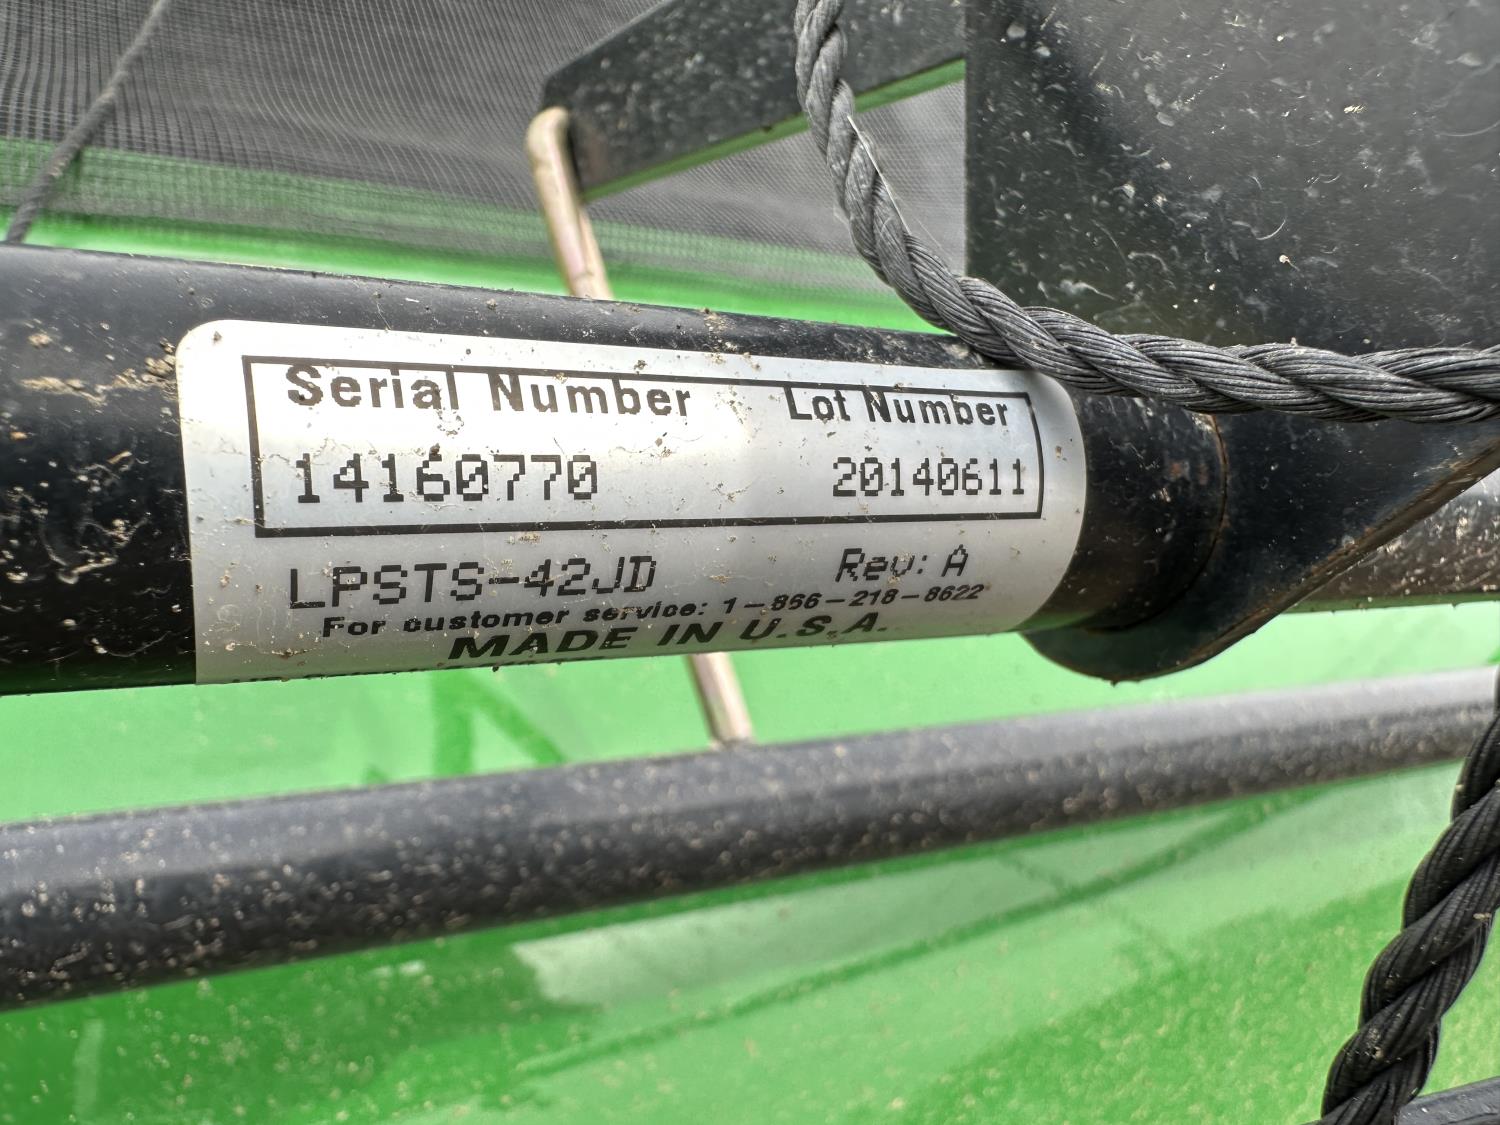 Serial Number Lot Number
14160770 20140611
LPSTS-42JD Rev: A
For customer service: 1-866-218-8622
MADE IN U.S.A.